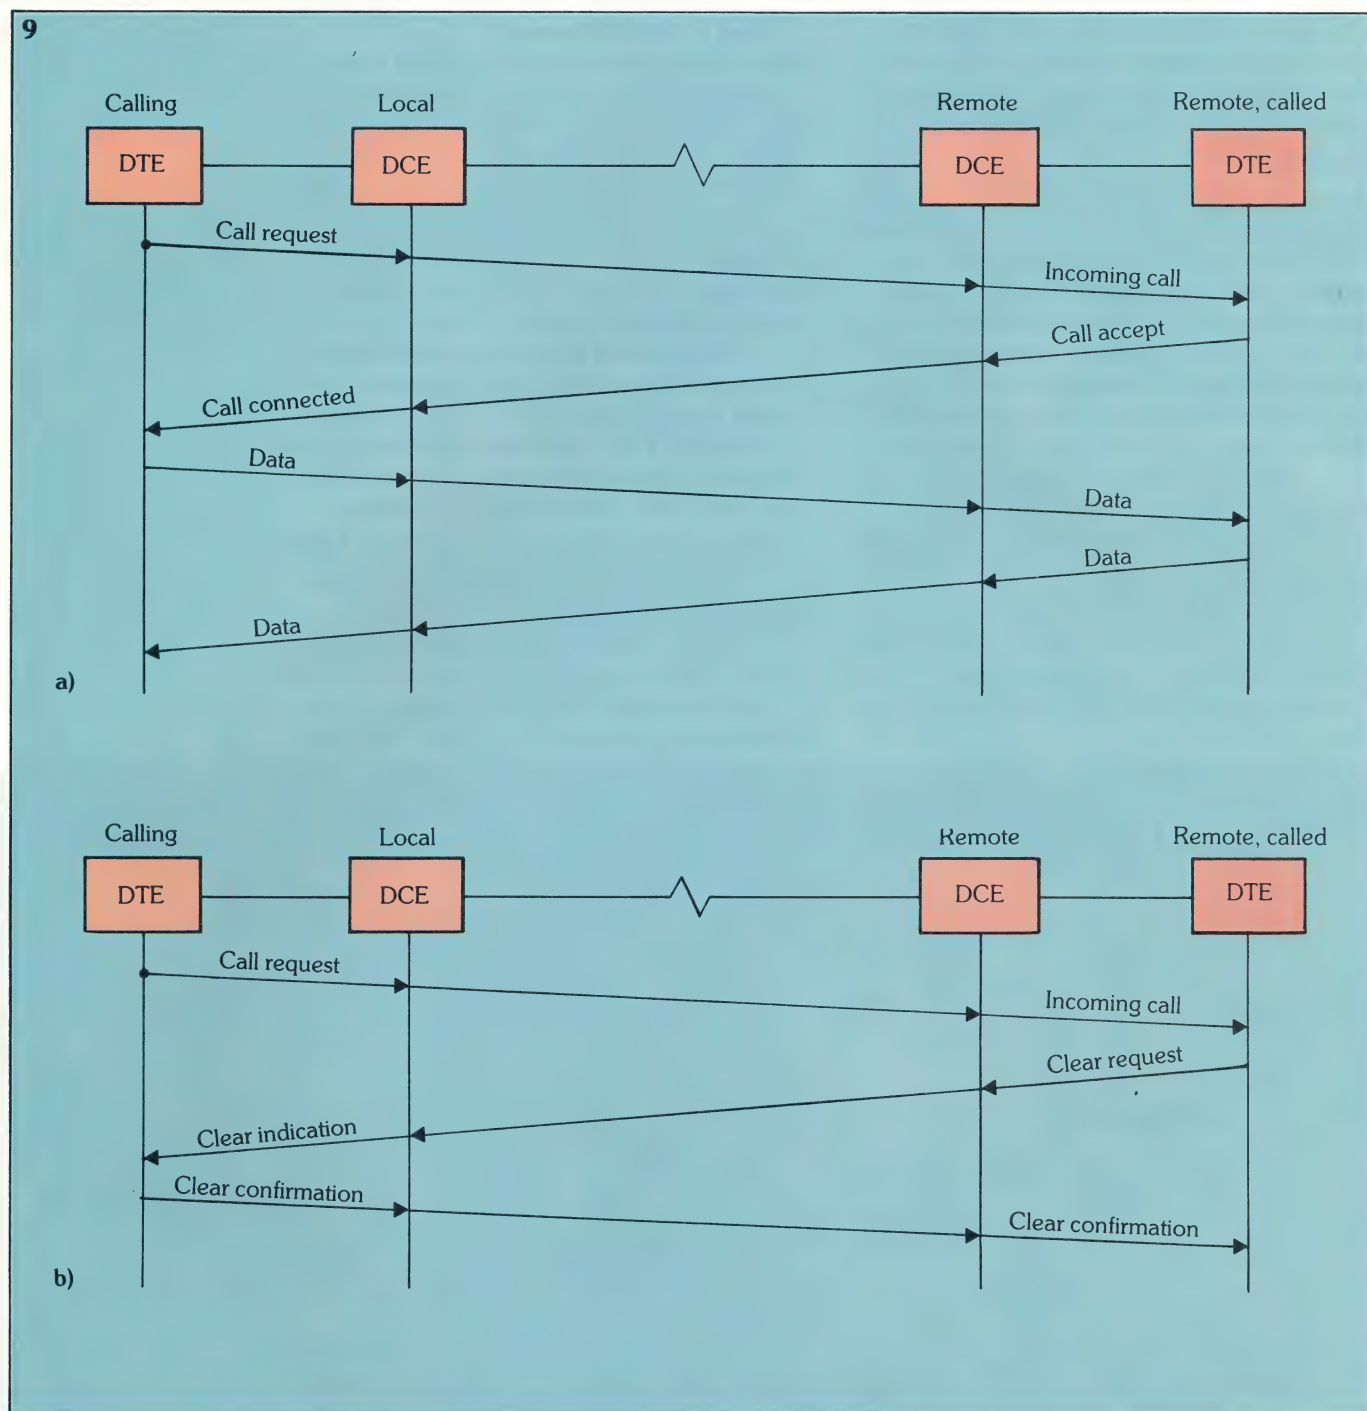 9
Calling Local Remote Remote, called
DTE DCE DCE DTE
Call request
Incoming call
Call accept
Call connected
Data
Data
Data
Data
a)
Calling Local Remote Remote, called
DTE DCE DCE DTE
Call request
Incoming call
Clear request
Clear indication
Clear confirmation
Clear confirmation
b)